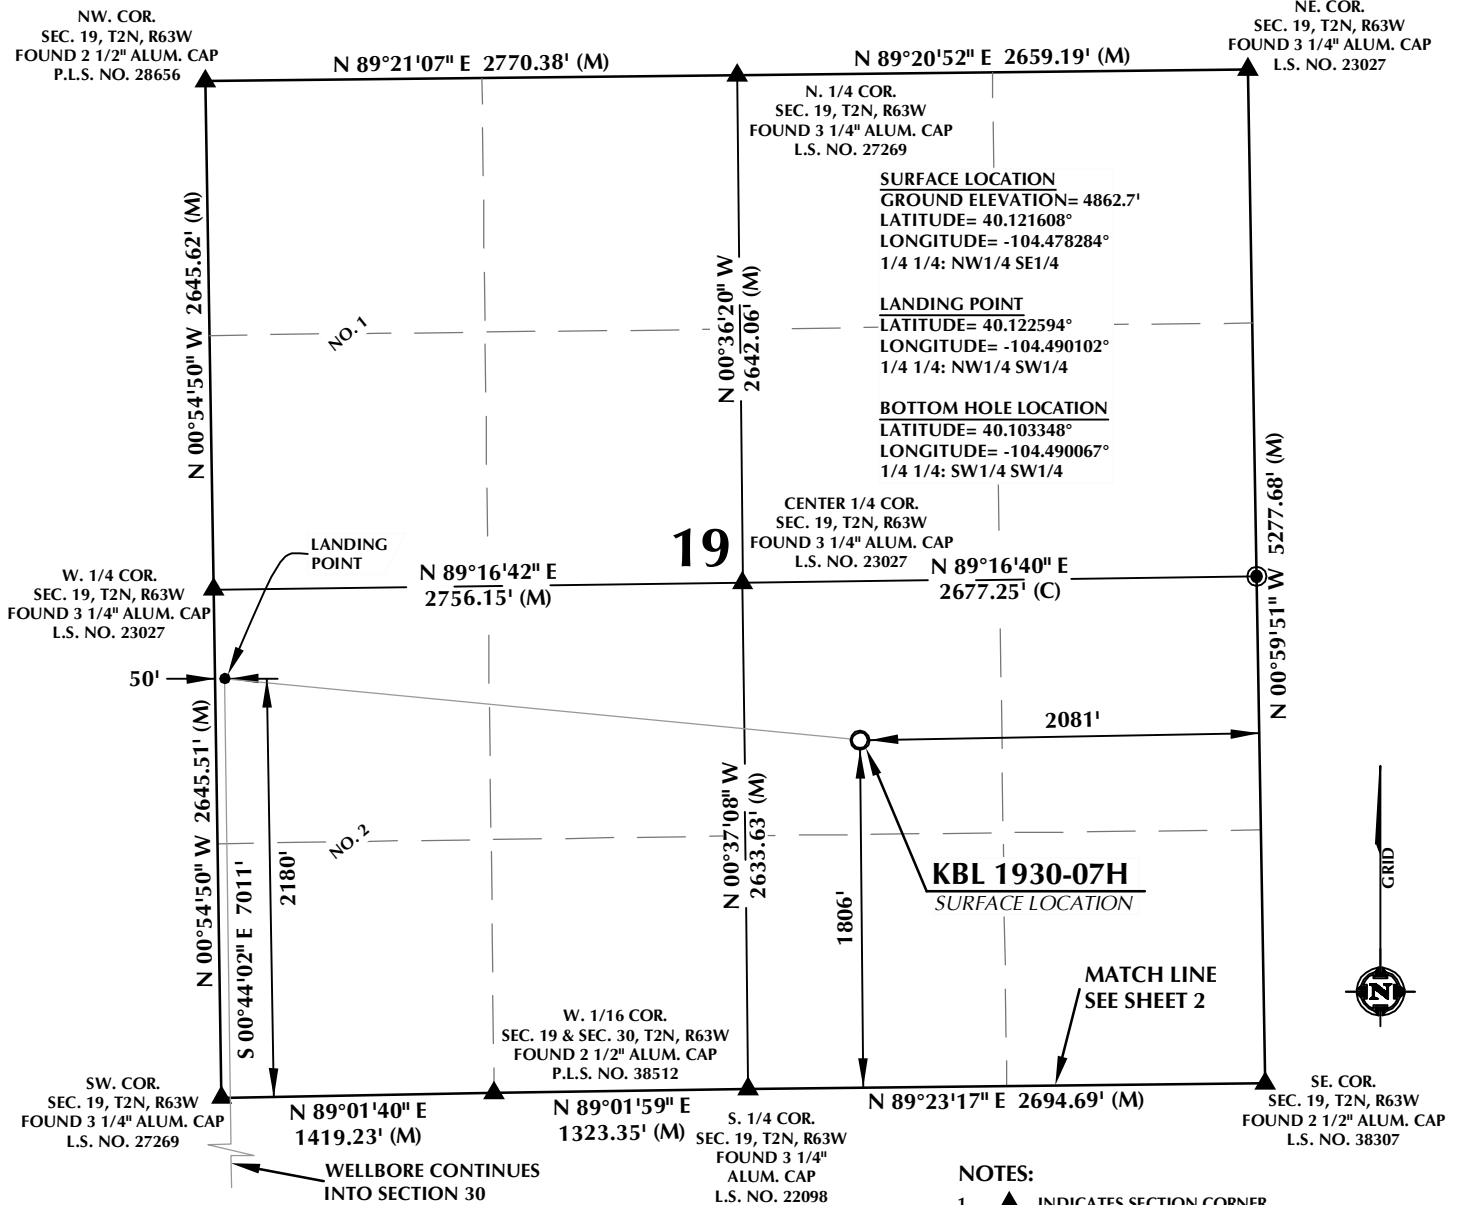 NW. COR.
SEC. 19, T2N, R63W
FOUND 2 1/2" ALUM. CAP
P.L.S. NO. 28656
N 89°21'07" E 2770.38' (M)
N 89°20'52" E 2659.19' (M)
NE. COR.
SEC. 19, T2N, R63W
FOUND 3 1/4" ALUM. CAP
L.S. NO. 23027
N. 1/4 COR.
SEC. 19, T2N, R63W
FOUND 3 1/4" ALUM. CAP
L.S. NO. 27269
SURFACE LOCATION
GROUND ELEVATION= 4862.7'
LATITUDE= 40.121608°
LONGITUDE= -104.478284°
1/4 1/4: NW1/4 SE1/4
LANDING POINT
LATITUDE= 40.122594°
LONGITUDE= -104.490102°
1/4 1/4: NW1/4 SW1/4
BOTTOM HOLE LOCATION
LATITUDE= 40.103348°
LONGITUDE= -104.490067°
1/4 1/4: SW1/4 SW1/4
N 00°54'50" W 2645.62' (M)
NO. 1
N 00°36'20" W
2642.06' (M)
N 00°59'51" W 5277.68' (M)
CENTER 1/4 COR.
SEC. 19, T2N, R63W
FOUND 3 1/4" ALUM. CAP
L.S. NO. 23027
19
LANDING
POINT
W. 1/4 COR.
SEC. 19, T2N, R63W
FOUND 3 1/4" ALUM. CAP
L.S. NO. 23027
N 89°16'42" E
2756.15' (M)
N 89°16'40" E
2677.25' (C)
50'
2081'
N 00°54'50" W 2645.51' (M)
S 00°44'02" E 7011'
2180'
NO. 2
N 00°37'08" W
2633.63' (M)
1806'
KBL 1930-07H
SURFACE LOCATION
GRID
N
MATCH LINE
SEE SHEET 2
W. 1/16 COR.
SEC. 19 & SEC. 30, T2N, R63W
FOUND 2 1/2" ALUM. CAP
P.L.S. NO. 38512
SW. COR.
SEC. 19, T2N, R63W
FOUND 3 1/4" ALUM. CAP
L.S. NO. 27269
N 89°01'40" E
1419.23' (M)
N 89°01'59" E
1323.35' (M)
S. 1/4 COR.
SEC. 19, T2N, R63W
FOUND 3 1/4"
ALUM. CAP
L.S. NO. 22098
N 89°23'17" E 2694.69' (M)
SE. COR.
SEC. 19, T2N, R63W
FOUND 2 1/2" ALUM. CAP
L.S. NO. 38307
WELLBORE CONTINUES
INTO SECTION 30
NOTES:
1. INDICATES SECTION CORNER